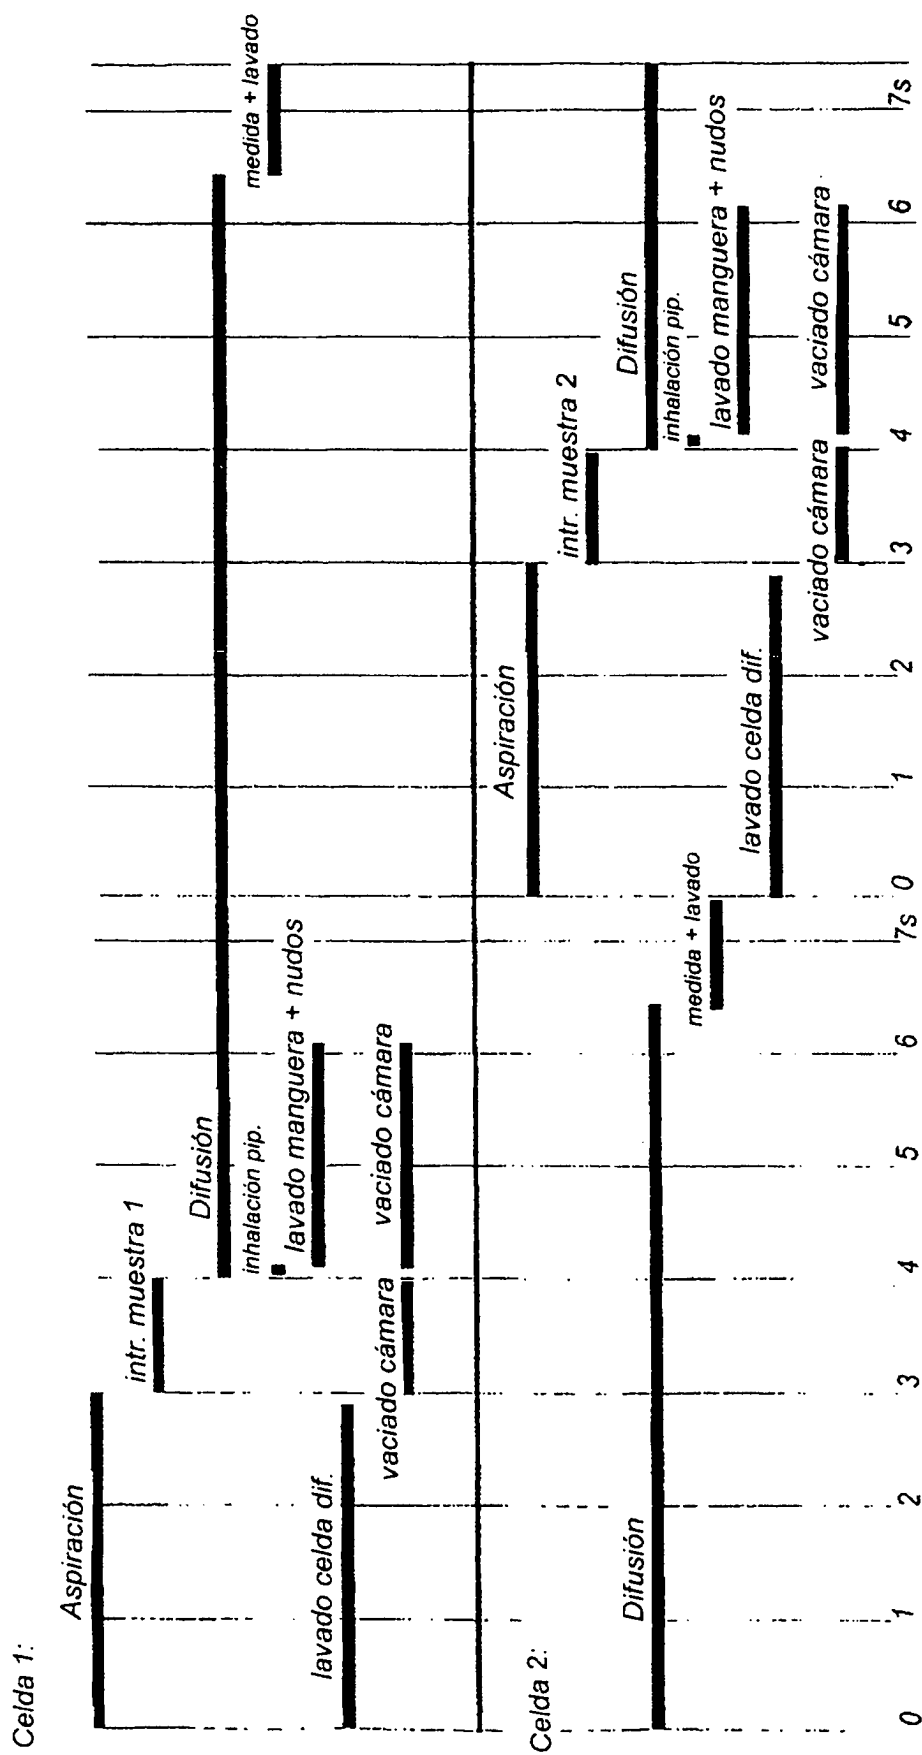 Celda 1:
Aspiración
intr. muestra 1
Difusión
medida + lavado
inhalación pip.
lavado manguera + nudos
lavado celda dif.
vaciado cámara
vaciado cámara
Celda 2:
Aspiración
intr. muestra 2
Difusión
Difusión
inhalación pip.
medida + lavado
lavado manguera + nudos
lavado celda dif.
vaciado cámara
vaciado cámara
0 1 2 3 4 5 6 7s 0 1 2 3 4 5 6 7s